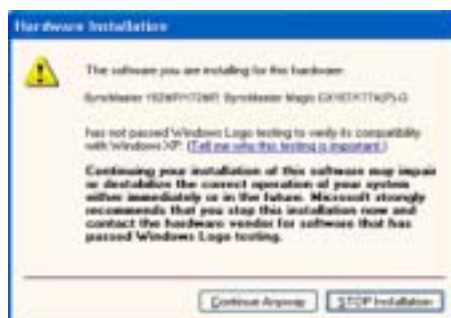 Hardware Installation
The software you are installing for this hardware:
SyncMaster Magic
has not passed Windows Logo testing to verify its compatibility
with Windows XP. (Tell me why this testing is important.)
Continuing your installation of this software may impair
or destabilize the correct operation of your system
either immediately or in the future. Microsoft strongly
recommends that you stop this installation now and
contact the hardware vendor for software that has
passed Windows Logo testing.
Continue Anyway
STOP Installation